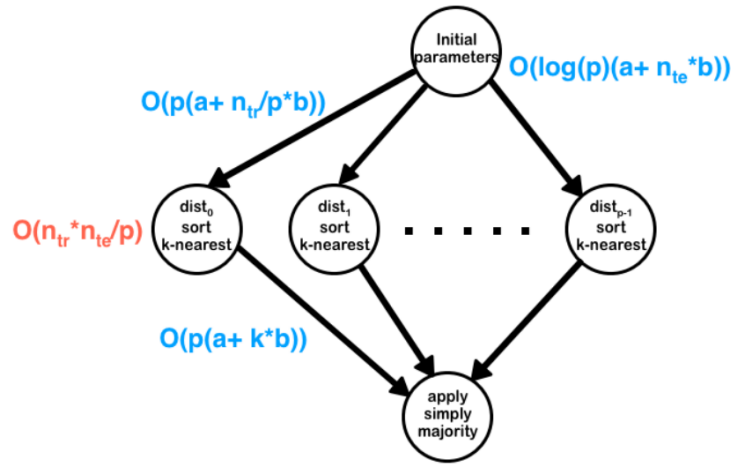 Initial
parameters
O(log(p)(a+ n_te*b))
O(p(a+ n_tr/p*b))
O(n_tr*n_te/p)
dist_0
sort
k-nearest
dist_1
sort
k-nearest
. . . . .
dist_p-1
sort
k-nearest
O(p(a+ k*b))
apply
simply
majority